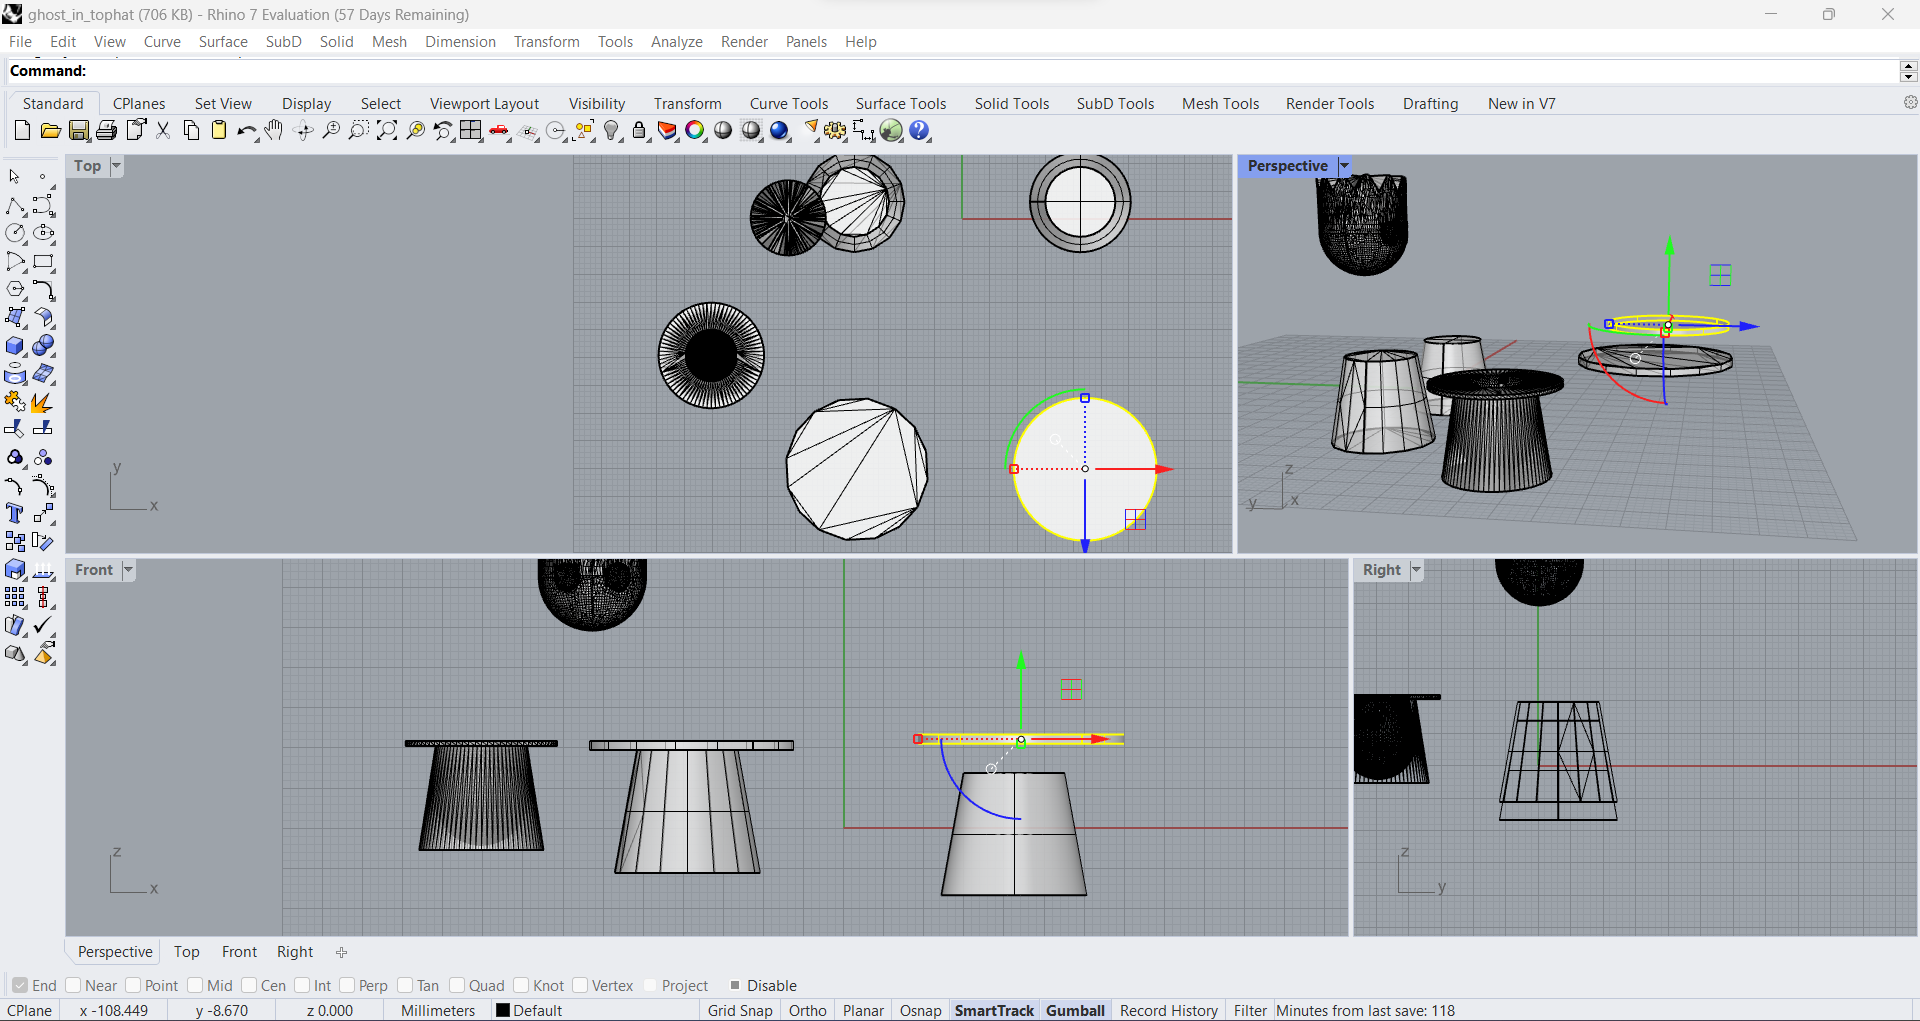 ghost_in_tophat (706 KB) - Rhino 7 Evaluation (57 Days Remaining)
File Edit View Curve Surface SubD Solid Mesh Dimension Transform Tools Analyze Render Panels Help
Command:
Standard CPlanes Set View Display Select Viewport Layout Visibility Transform Curve Tools Surface Tools Solid Tools SubD Tools Mesh Tools Render Tools Drafting New in V7
Top
Perspective
y
x
z
y
x
Front
Right
z
x
z
y
Perspective Top Front Right
End Near Point Mid Cen Int Perp Tan Quad Knot Vertex Project Disable
CPlane x -108.449 y -8.670 z 0.000 Millimeters Default Grid Snap Ortho Planar Osnap SmartTrack Gumball Record History Filter Minutes from last save: 118